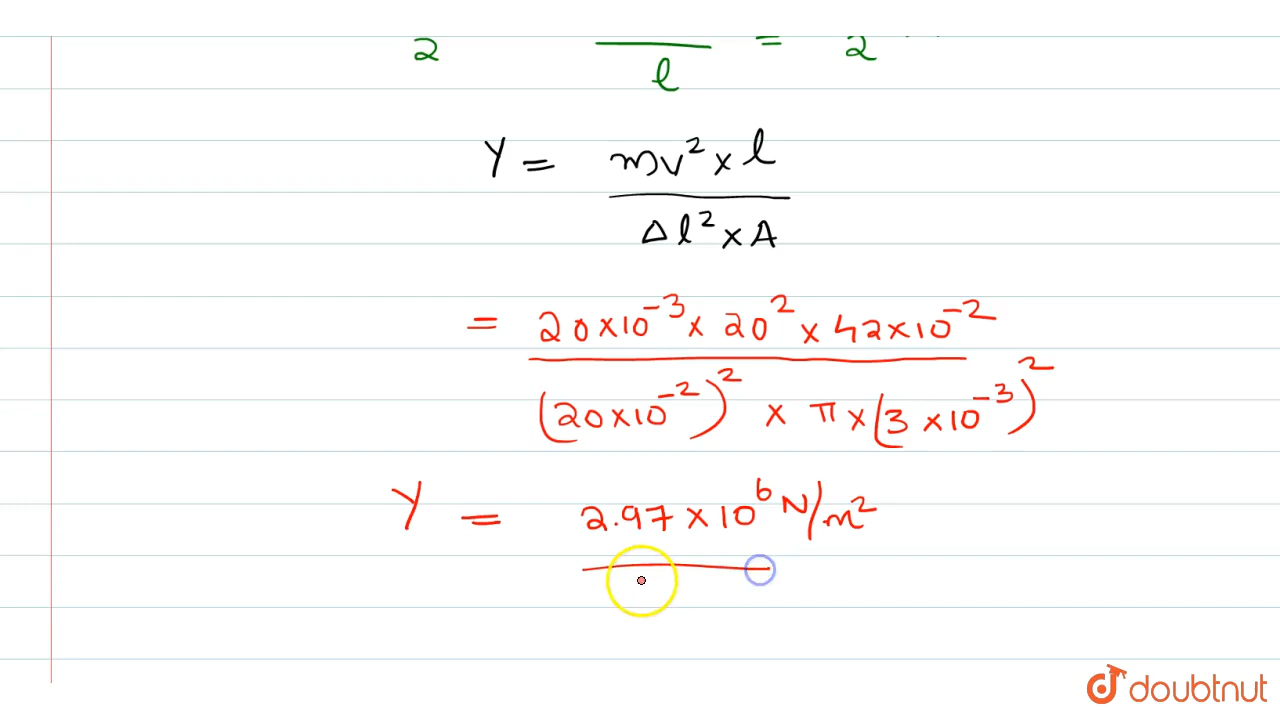 2 l = 2
Y = mv² × l
Δl² × A
= 20×10⁻³ × 20² × 42×10⁻²
(20×10⁻²)² × π × (3×10⁻³)²
Y = 2.97×10⁶ N/m²
doubtnut